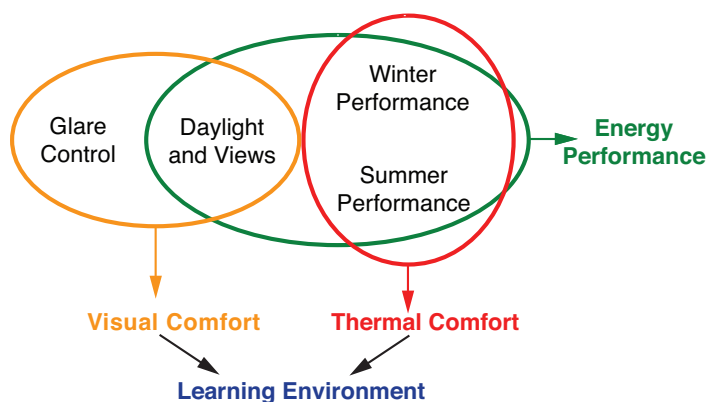 Winter
Performance
Glare
Control
Daylight
and Views
Energy
Performance
Summer
Performance
Visual Comfort
Thermal Comfort
Learning Environment